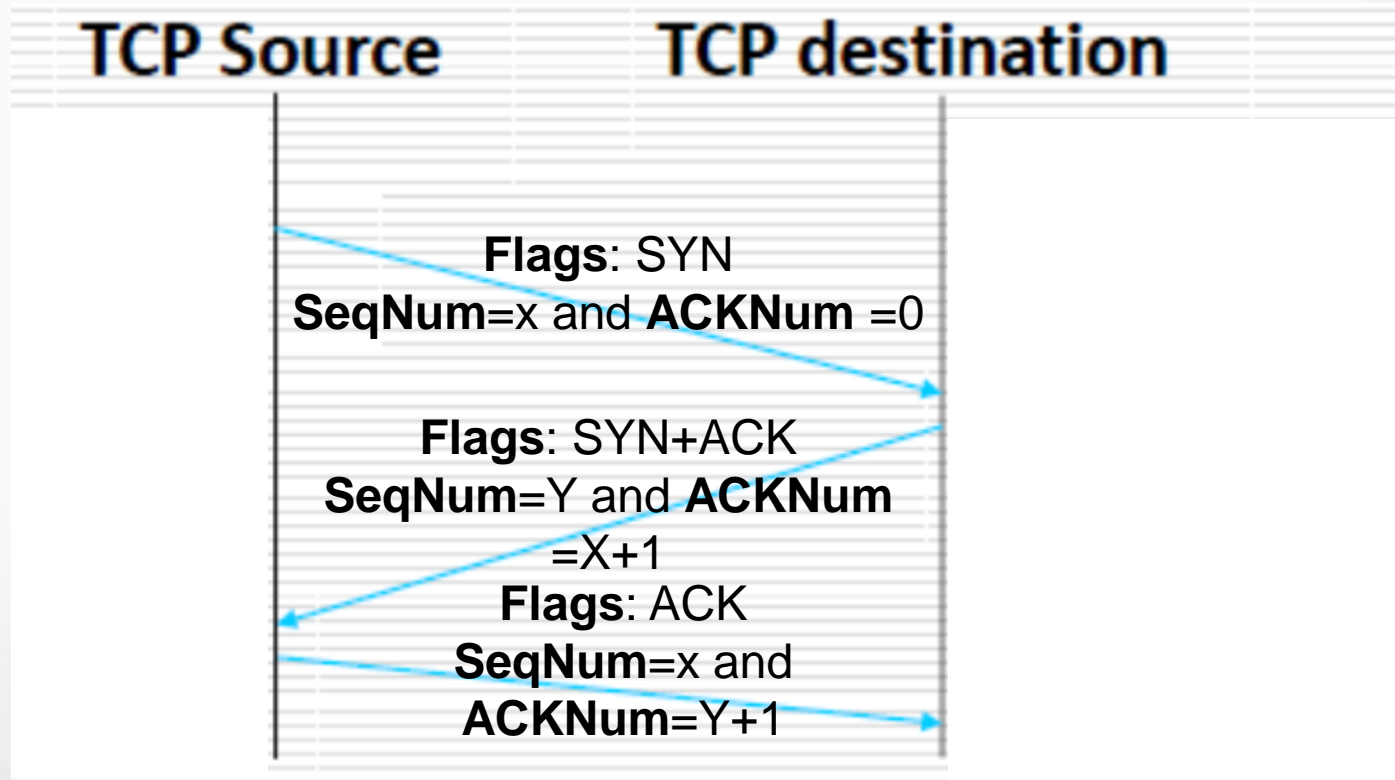 TCP Source TCP destination
Flags: SYN
SeqNum=x and ACKNum =0
Flags: SYN+ACK
SeqNum=Y and ACKNum
=X+1
Flags: ACK
SeqNum=x and
ACKNum=Y+1